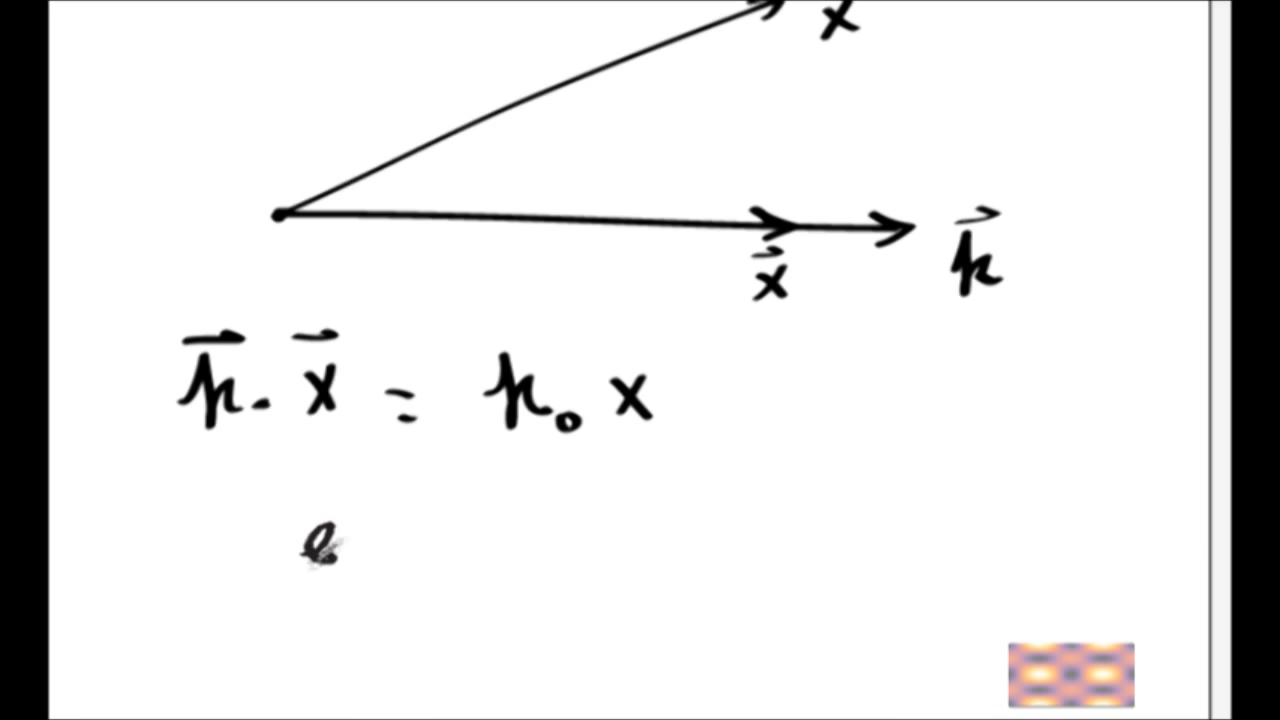 x
x⃗
k⃗
k⃗ . x⃗ = k₀ x
e